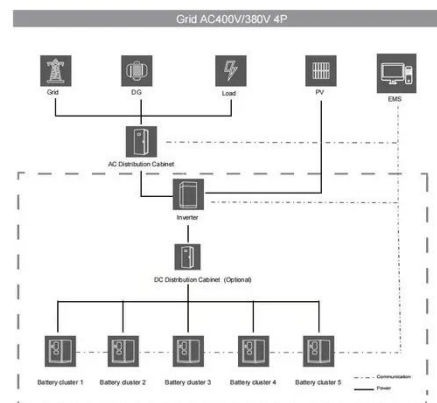 Grid AC400V/380V 4P
Grid
DG
Load
PV
EMS
AC Distribution Cabinet
Inverter
DC Distribution Cabinet (Optional)
Battery cluster 1
Battery cluster 2
Battery cluster 3
Battery cluster 4
Battery cluster 5
Communication
Power